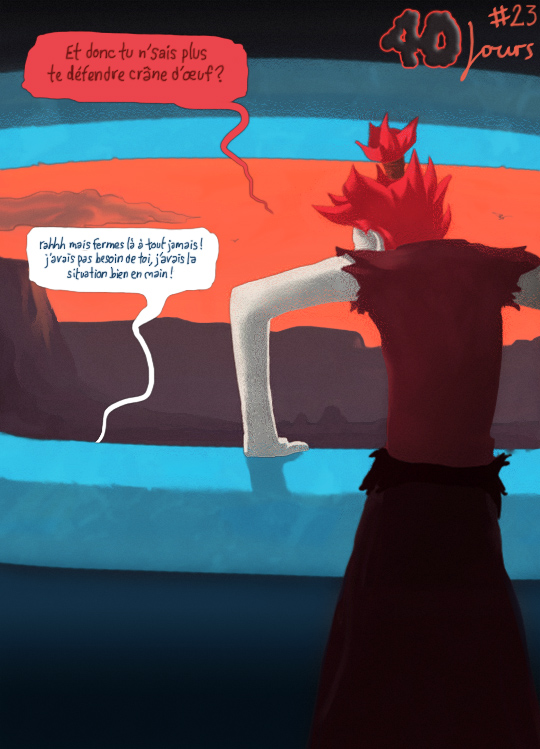 #23
40
Jours
Et donc tu n'sais plus
te défendre crâne d'œuf?
rahhh mais fermes là à tout jamais!
j'avais pas besoin de toi, j'avais la
situation bien en main!